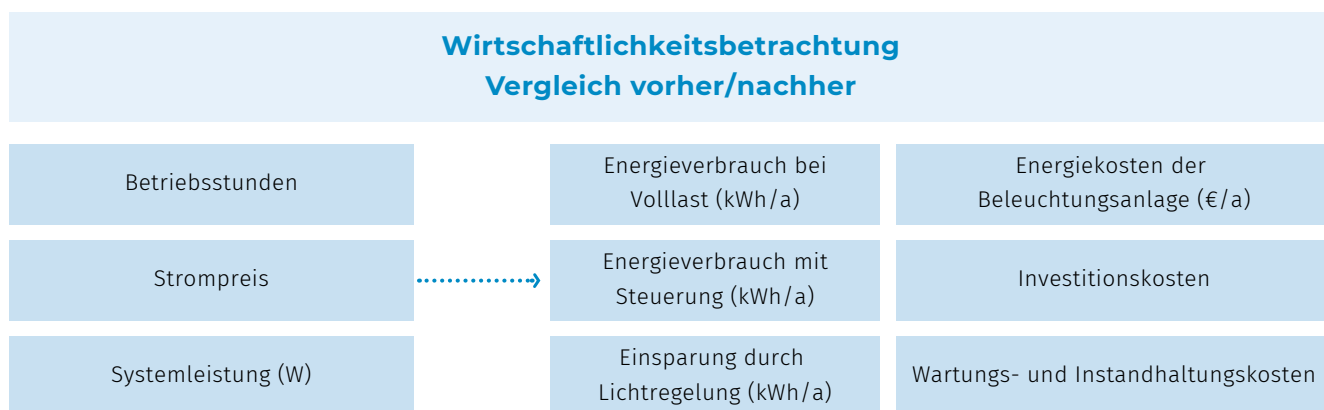 Wirtschaftlichkeitsbetrachtung
Vergleich vorher/nachher
Betriebsstunden
Energieverbrauch bei
Volllast (kWh/a)
Energiekosten der
Beleuchtungsanlage (€/a)
Strompreis
Energieverbrauch mit
Steuerung (kWh/a)
Investitionskosten
Systemleistung (W)
Einsparung durch
Lichtregelung (kWh/a)
Wartungs- und Instandhaltungskosten